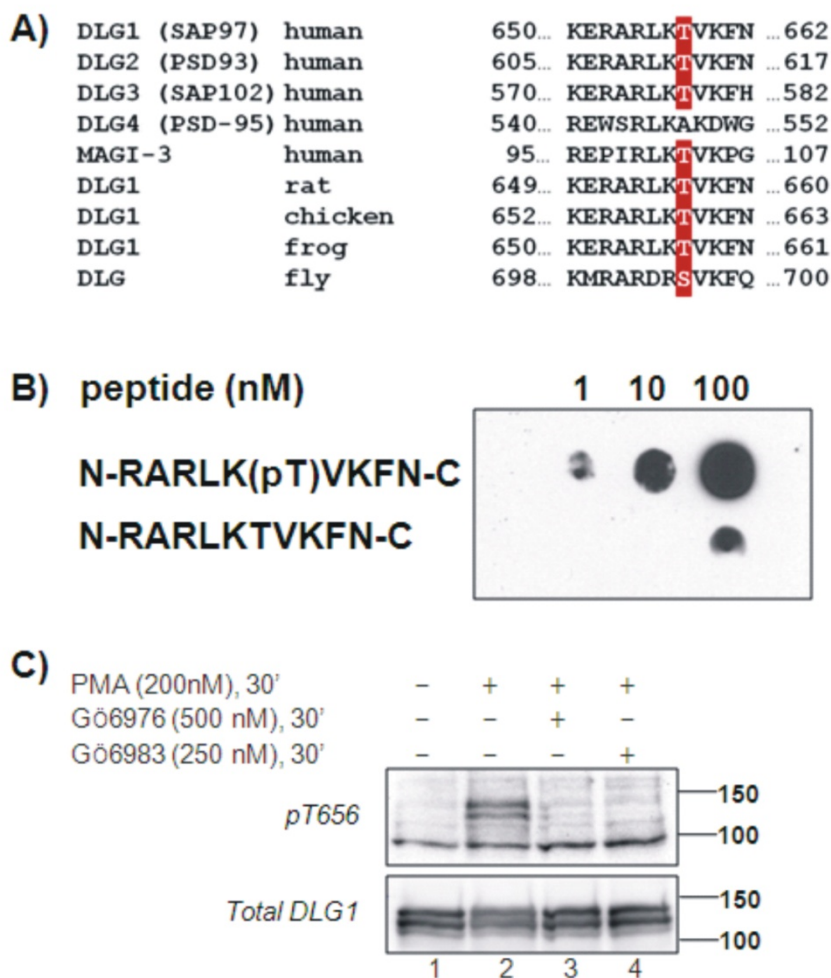 A)
DLG1 (SAP97) human 650… KERARLKTVKFN …662
DLG2 (PSD93) human 605… KERARLKTVKFN …617
DLG3 (SAP102) human 570… KERARLKTVKFH …582
DLG4 (PSD-95) human 540… REWSRLKAKDWG …552
MAGI-3 human 95… REPIRLKTVKPG …107
DLG1 rat 649… KERARLKTVKFN …660
DLG1 chicken 652… KERARLKTVKFN …663
DLG1 frog 650… KERARLKTVKFN …661
DLG fly 698… KMRARDRSVKFQ …700
B) peptide (nM) 1 10 100
N-RARLK(pT)VKFN-C
N-RARLKTVKFN-C
C)
PMA (200nM), 30' – + + +
Gö6976 (500 nM), 30' – – + –
Gö6983 (250 nM), 30' – – – +
pT656 150
100
Total DLG1 150
100
1 2 3 4